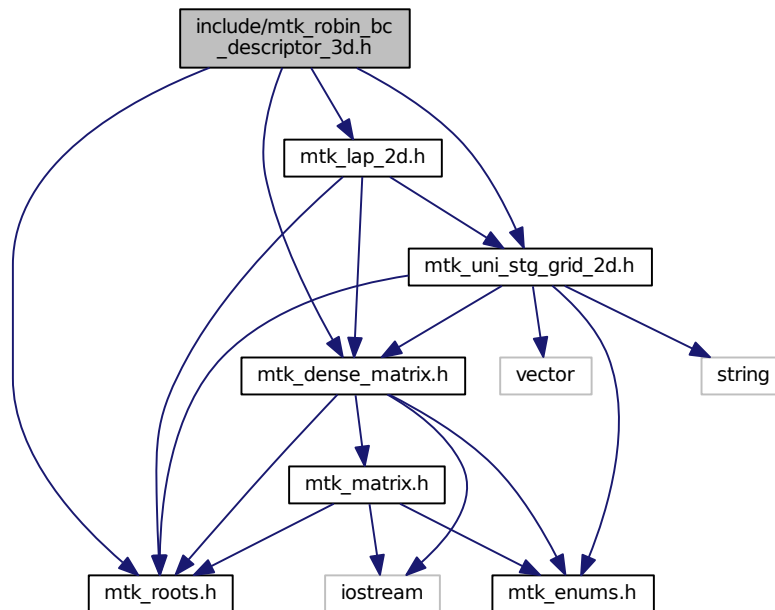 include/mtk_robin_bc
_descriptor_3d.h
mtk_lap_2d.h
mtk_uni_stg_grid_2d.h
mtk_dense_matrix.h
vector
string
mtk_matrix.h
mtk_roots.h
iostream
mtk_enums.h